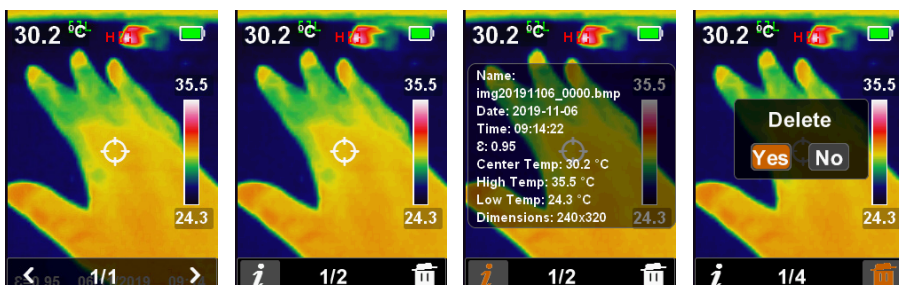 30.2 °C
H
35.5
24.3
1/1
30.2 °C
H
35.5
24.3
i
1/2
30.2 °C
H
35.5
Name:
img20191106_0000.bmp
Date: 2019-11-06
Time: 09:14:22
Ɛ: 0.95
Center Temp: 30.2 °C
High Temp: 35.5 °C
Low Temp: 24.3 °C
Dimensions: 240x320
24.3
i
1/2
30.2 °C
H
35.5
Delete
Yes No
24.3
i
1/4